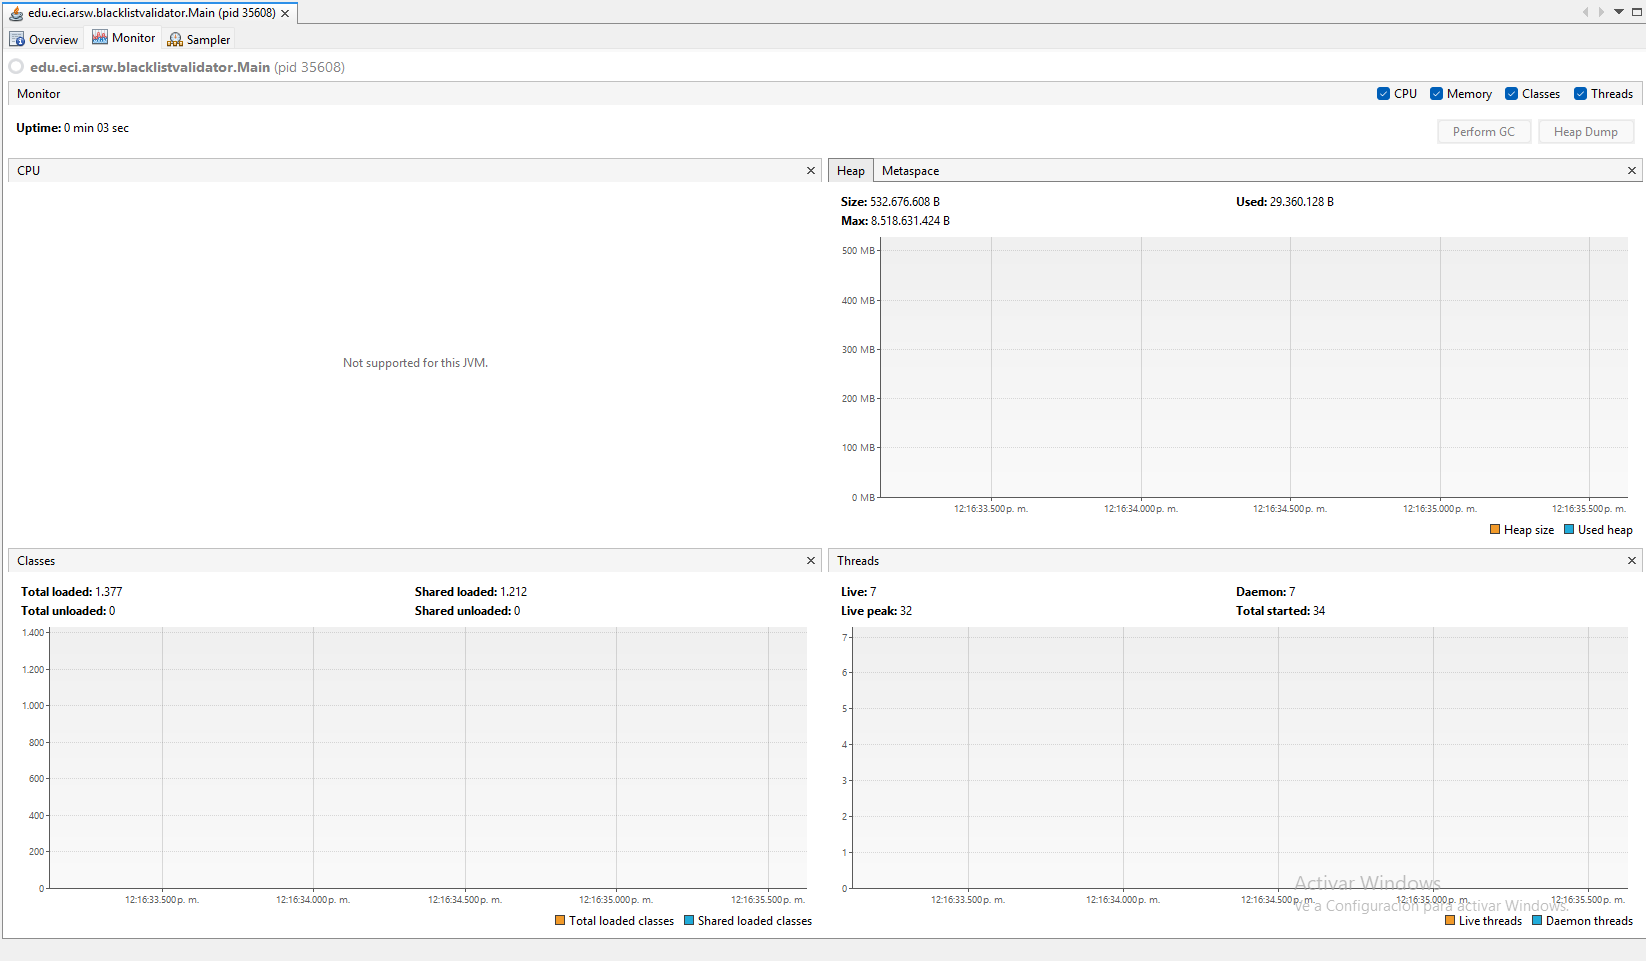 edu.eci.arsw.blacklistvalidator.Main (pid 35608)
Overview Monitor Sampler
edu.eci.arsw.blacklistvalidator.Main (pid 35608)
Monitor CPU Memory Classes Threads
Uptime: 0 min 03 sec
Perform GC Heap Dump
CPU
Not supported for this JVM.
Heap Metaspace
Size: 532.676.608 B Used: 29.360.128 B
Max: 8.518.631.424 B
500 MB
400 MB
300 MB
200 MB
100 MB
0 MB
12:16:33.500 p. m. 12:16:34.000 p. m. 12:16:34.500 p. m. 12:16:35.000 p. m. 12:16:35.500 p. m.
Heap size Used heap
Classes
Total loaded: 1.377 Shared loaded: 1.212
Total unloaded: 0 Shared unloaded: 0
1.400
1.200
1.000
800
600
400
200
0
12:16:33.500 p. m. 12:16:34.000 p. m. 12:16:34.500 p. m. 12:16:35.000 p. m. 12:16:35.500 p. m.
Total loaded classes Shared loaded classes
Threads
Live: 7 Daemon: 7
Live peak: 32 Total started: 34
7
6
5
4
3
2
1
0
12:16:33.500 p. m. 12:16:34.000 p. m. 12:16:34.500 p. m. 12:16:35.000 p. m. 12:16:35.500 p. m.
Live threads Daemon threads
Activar Windows
Ve a Configuración para activar Windows.